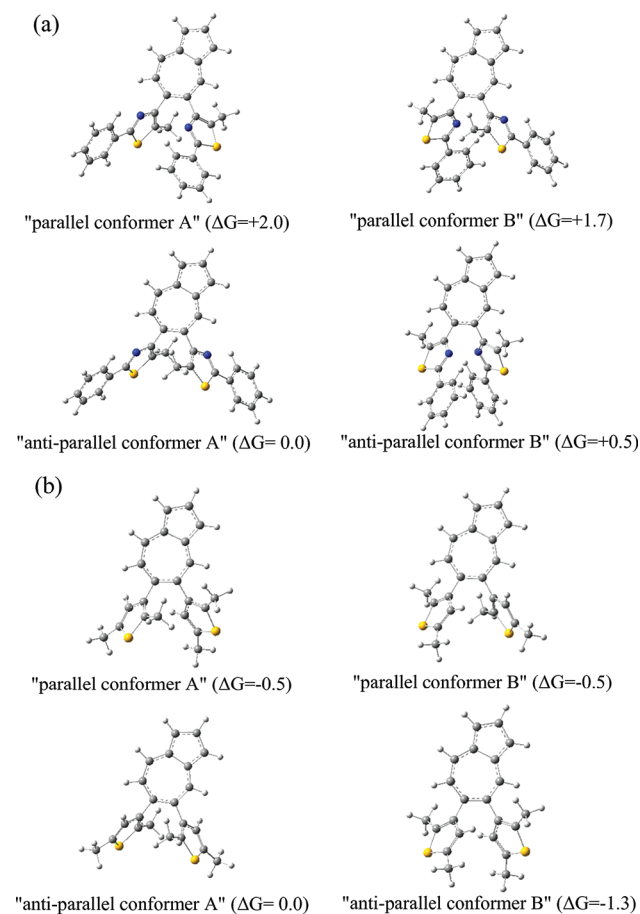 (a)
"parallel conformer A" (ΔG=+2.0)
"parallel conformer B" (ΔG=+1.7)
"anti-parallel conformer A" (ΔG= 0.0)
"anti-parallel conformer B" (ΔG=+0.5)
(b)
"parallel conformer A" (ΔG=-0.5)
"parallel conformer B" (ΔG=-0.5)
"anti-parallel conformer A" (ΔG= 0.0)
"anti-parallel conformer B" (ΔG=-1.3)